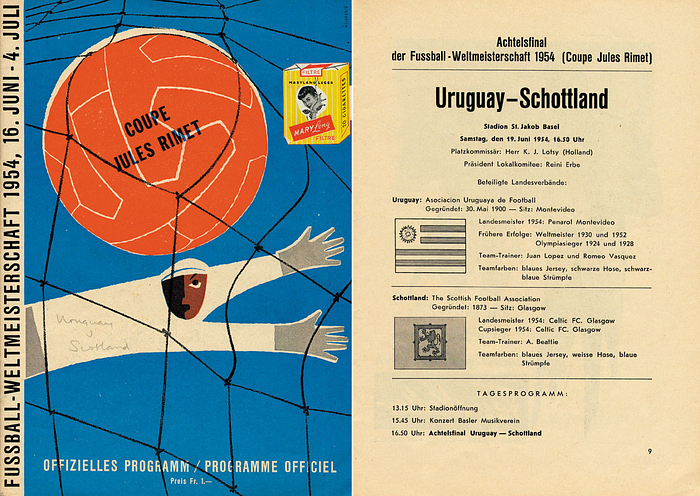 FUSSBALL-WELTMEISTERSCHAFT 1954, 16. JUNI - 4. JULI
COUPE
JULES RIMET
FILTRE
MARYLAND LEGER
20 CIGARETTES
MARY Long
FILTRE
Uruguay
v
Scotland
OFFIZIELLES PROGRAMM / PROGRAMME OFFICIEL
Preis Fr. 1.—
Achtelsfinal
der Fussball-Weltmeisterschaft 1954 (Coupe Jules Rimet)
Uruguay–Schottland
Stadion St. Jakob Basel
Samstag, den 19. Juni 1954, 16.50 Uhr
Platzkommissär: Herr K. J. Lotsy (Holland)
Präsident Lokalkomitee: Reini Erbe
Beteiligte Landesverbände:
Uruguay: Asociacion Uruguaya de Football
Gegründet: 30. Mai 1900 — Sitz: Montevideo
Landesmeister 1954: Penarol Montevideo
Frühere Erfolge: Weltmeister 1930 und 1952
Olympiasieger 1924 und 1928
Team-Trainer: Juan Lopez und Romeo Vasquez
Teamfarben: blaues Jersey, schwarze Hose, schwarz-
blaue Strümpfe
Schottland: The Scottish Football Association
Gegründet: 1873 — Sitz: Glasgow
Landesmeister 1954: Celtic FC. Glasgow
Cupsieger 1954: Celtic FC. Glasgow
Team-Trainer: A. Beattie
Teamfarben: blaues Jersey, weisse Hose, blaue
Strümpfe
TAGESPROGRAMM:
13.15 Uhr: Stadionöffnung
15.45 Uhr: Konzert Basler Musikverein
16.50 Uhr: Achtelsfinal Uruguay — Schottland
9